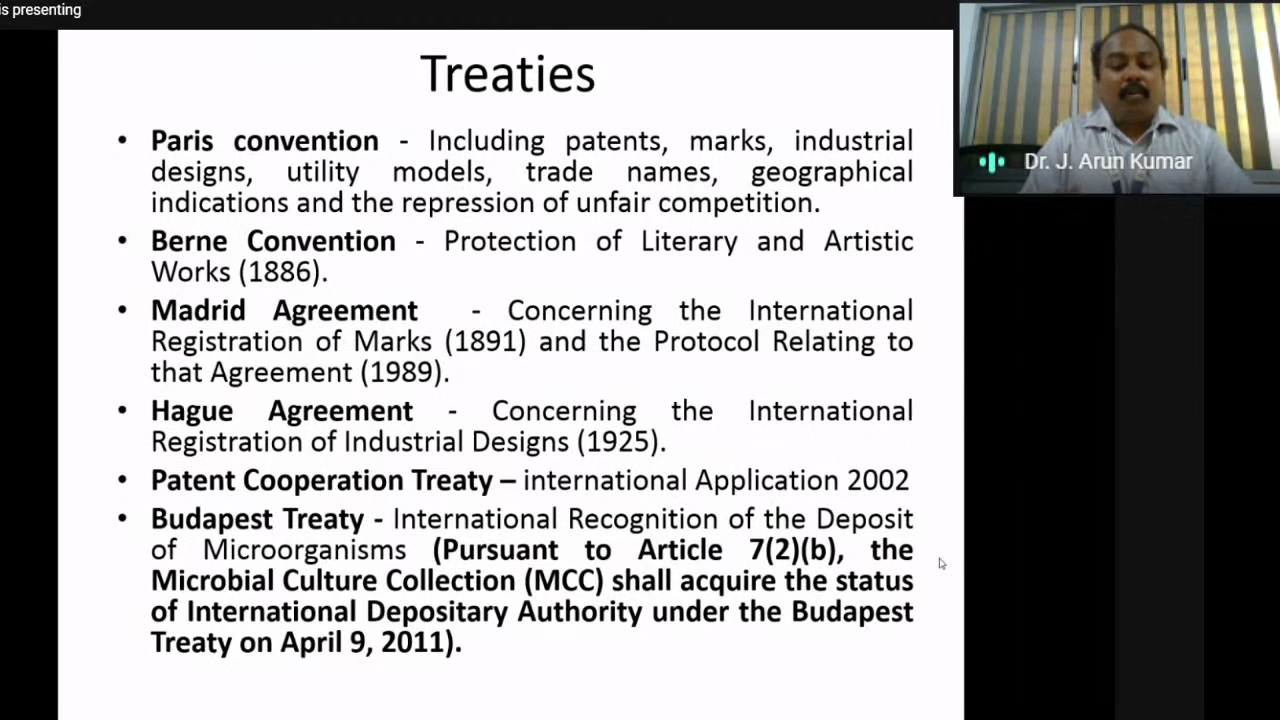 is presenting
Treaties
• Paris convention - Including patents, marks, industrial
designs, utility models, trade names, geographical
indications and the repression of unfair competition.
• Berne Convention - Protection of Literary and Artistic
Works (1886).
• Madrid Agreement - Concerning the International
Registration of Marks (1891) and the Protocol Relating to
that Agreement (1989).
• Hague Agreement - Concerning the International
Registration of Industrial Designs (1925).
• Patent Cooperation Treaty – international Application 2002
• Budapest Treaty - International Recognition of the Deposit
of Microorganisms (Pursuant to Article 7(2)(b), the
Microbial Culture Collection (MCC) shall acquire the status
of International Depositary Authority under the Budapest
Treaty on April 9, 2011).
Dr. J. Arun Kumar